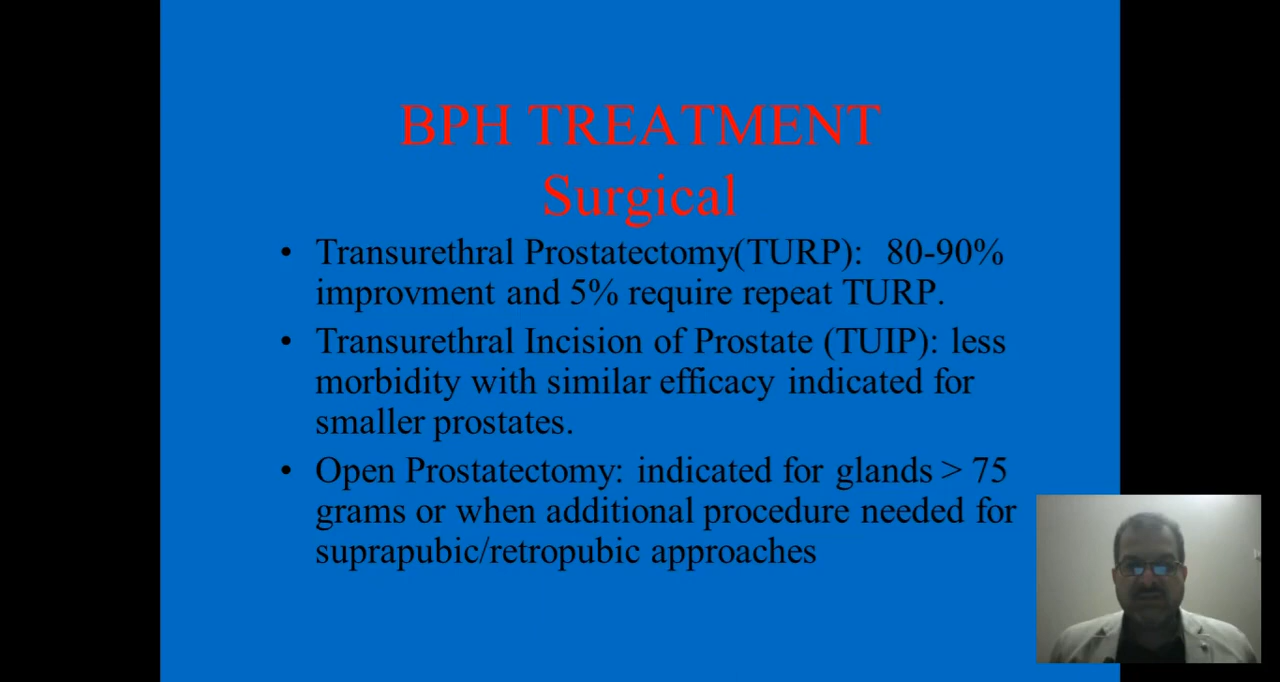 BPH TREATMENT
Surgical
• Transurethral Prostatectomy(TURP): 80-90%
improvment and 5% require repeat TURP.
• Transurethral Incision of Prostate (TUIP): less
morbidity with similar efficacy indicated for
smaller prostates.
• Open Prostatectomy: indicated for glands > 75
grams or when additional procedure needed for
suprapubic/retropubic approaches